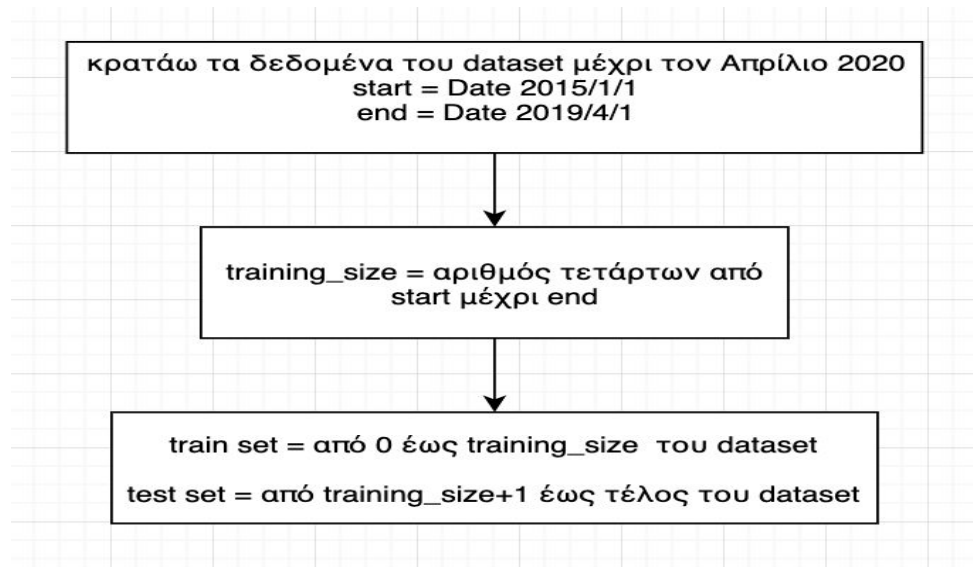 κρατάω τα δεδομένα του dataset μέχρι τον Απρίλιο 2020
start = Date 2015/1/1
end = Date 2019/4/1
training_size = αριθμός τετάρτων από
start μέχρι end
train set = από 0 έως training_size του dataset
test set = από training_size+1 έως τέλος του dataset